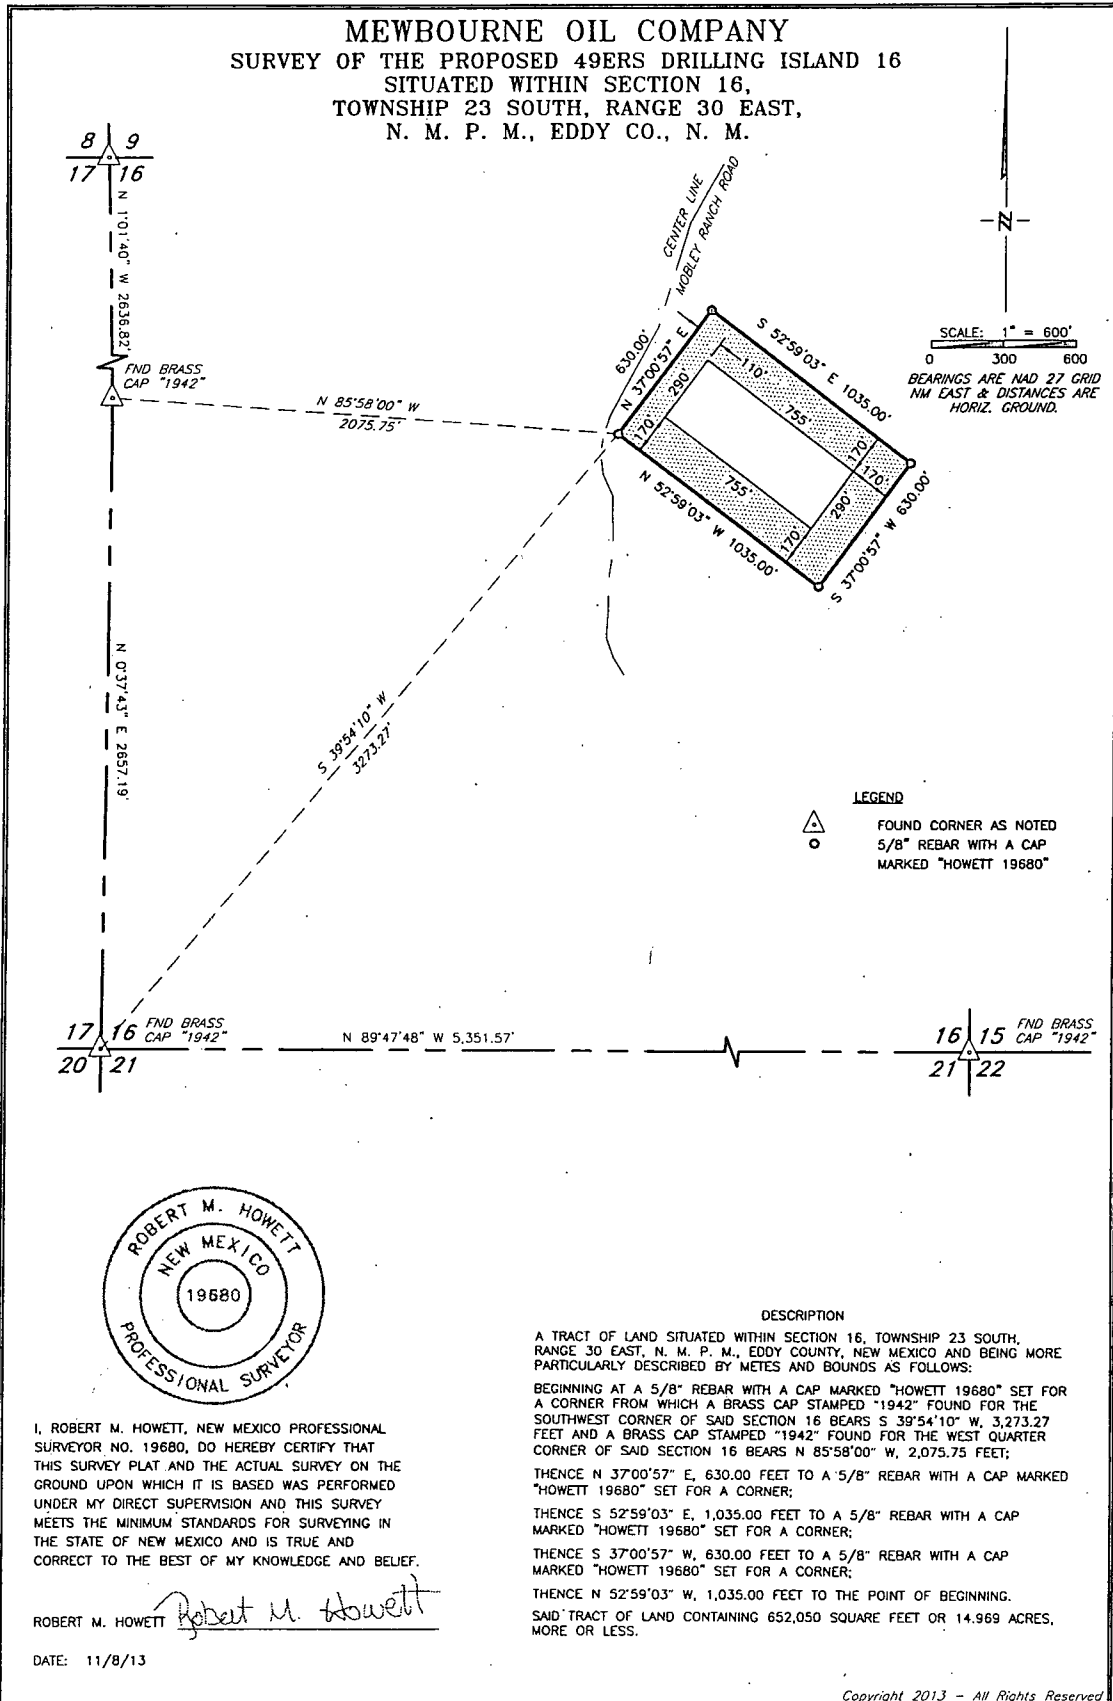 MEWBOURNE OIL COMPANY
SURVEY OF THE PROPOSED 49ERS DRILLING ISLAND 16
SITUATED WITHIN SECTION 16,
TOWNSHIP 23 SOUTH, RANGE 30 EAST,
N. M. P. M., EDDY CO., N. M.
8 9
17 16
N 1°01'40" W 2636.82'
FND BRASS
CAP "1942"
N 85°58'00" W
2075.75'
CENTER LINE
MOBLEY RANCH ROAD
630.00'
N 37°00'57" E
S 52°59'03" E 1035.00'
110'
290'
170'
755'
170'
170'
755'
290'
170'
N 52°59'03" W 1035.00'
S 37°00'57" W 630.00'
N
SCALE: 1" = 600'
0 300 600
BEARINGS ARE NAD 27 GRID
NM EAST & DISTANCES ARE
HORIZ. GROUND.
N 0°37'43" E 2657.19'
S 39°54'10" W
3273.27'
LEGEND
FOUND CORNER AS NOTED
5/8" REBAR WITH A CAP
MARKED "HOWETT 19680"
17 16 FND BRASS
CAP "1942"
20 21
N 89°47'48" W 5,351.57'
16 15 FND BRASS
CAP "1942"
21 22
ROBERT M. HOWETT
NEW MEXICO
19680
PROFESSIONAL SURVEYOR
I, ROBERT M. HOWETT, NEW MEXICO PROFESSIONAL
SURVEYOR NO. 19680, DO HEREBY CERTIFY THAT
THIS SURVEY PLAT AND THE ACTUAL SURVEY ON THE
GROUND UPON WHICH IT IS BASED WAS PERFORMED
UNDER MY DIRECT SUPERVISION AND THIS SURVEY
MEETS THE MINIMUM STANDARDS FOR SURVEYING IN
THE STATE OF NEW MEXICO AND IS TRUE AND
CORRECT TO THE BEST OF MY KNOWLEDGE AND BELIEF.
ROBERT M. HOWETT Robert M. Howett
DATE: 11/8/13
DESCRIPTION
A TRACT OF LAND SITUATED WITHIN SECTION 16, TOWNSHIP 23 SOUTH,
RANGE 30 EAST, N. M. P. M., EDDY COUNTY, NEW MEXICO AND BEING MORE
PARTICULARLY DESCRIBED BY METES AND BOUNDS AS FOLLOWS:
BEGINNING AT A 5/8" REBAR WITH A CAP MARKED "HOWETT 19680" SET FOR
A CORNER FROM WHICH A BRASS CAP STAMPED "1942" FOUND FOR THE
SOUTHWEST CORNER OF SAID SECTION 16 BEARS S 39°54'10" W, 3,273.27
FEET AND A BRASS CAP STAMPED "1942" FOUND FOR THE WEST QUARTER
CORNER OF SAID SECTION 16 BEARS N 85°58'00" W, 2,075.75 FEET;
THENCE N 37°00'57" E, 630.00 FEET TO A 5/8" REBAR WITH A CAP MARKED
"HOWETT 19680" SET FOR A CORNER;
THENCE S 52°59'03" E, 1,035.00 FEET TO A 5/8" REBAR WITH A CAP
MARKED "HOWETT 19680" SET FOR A CORNER;
THENCE S 37°00'57" W, 630.00 FEET TO A 5/8" REBAR WITH A CAP
MARKED "HOWETT 19680" SET FOR A CORNER;
THENCE N 52°59'03" W, 1,035.00 FEET TO THE POINT OF BEGINNING.
SAID TRACT OF LAND CONTAINING 652,050 SQUARE FEET OR 14.969 ACRES,
MORE OR LESS.
Copyright 2013 - All Rights Reserved